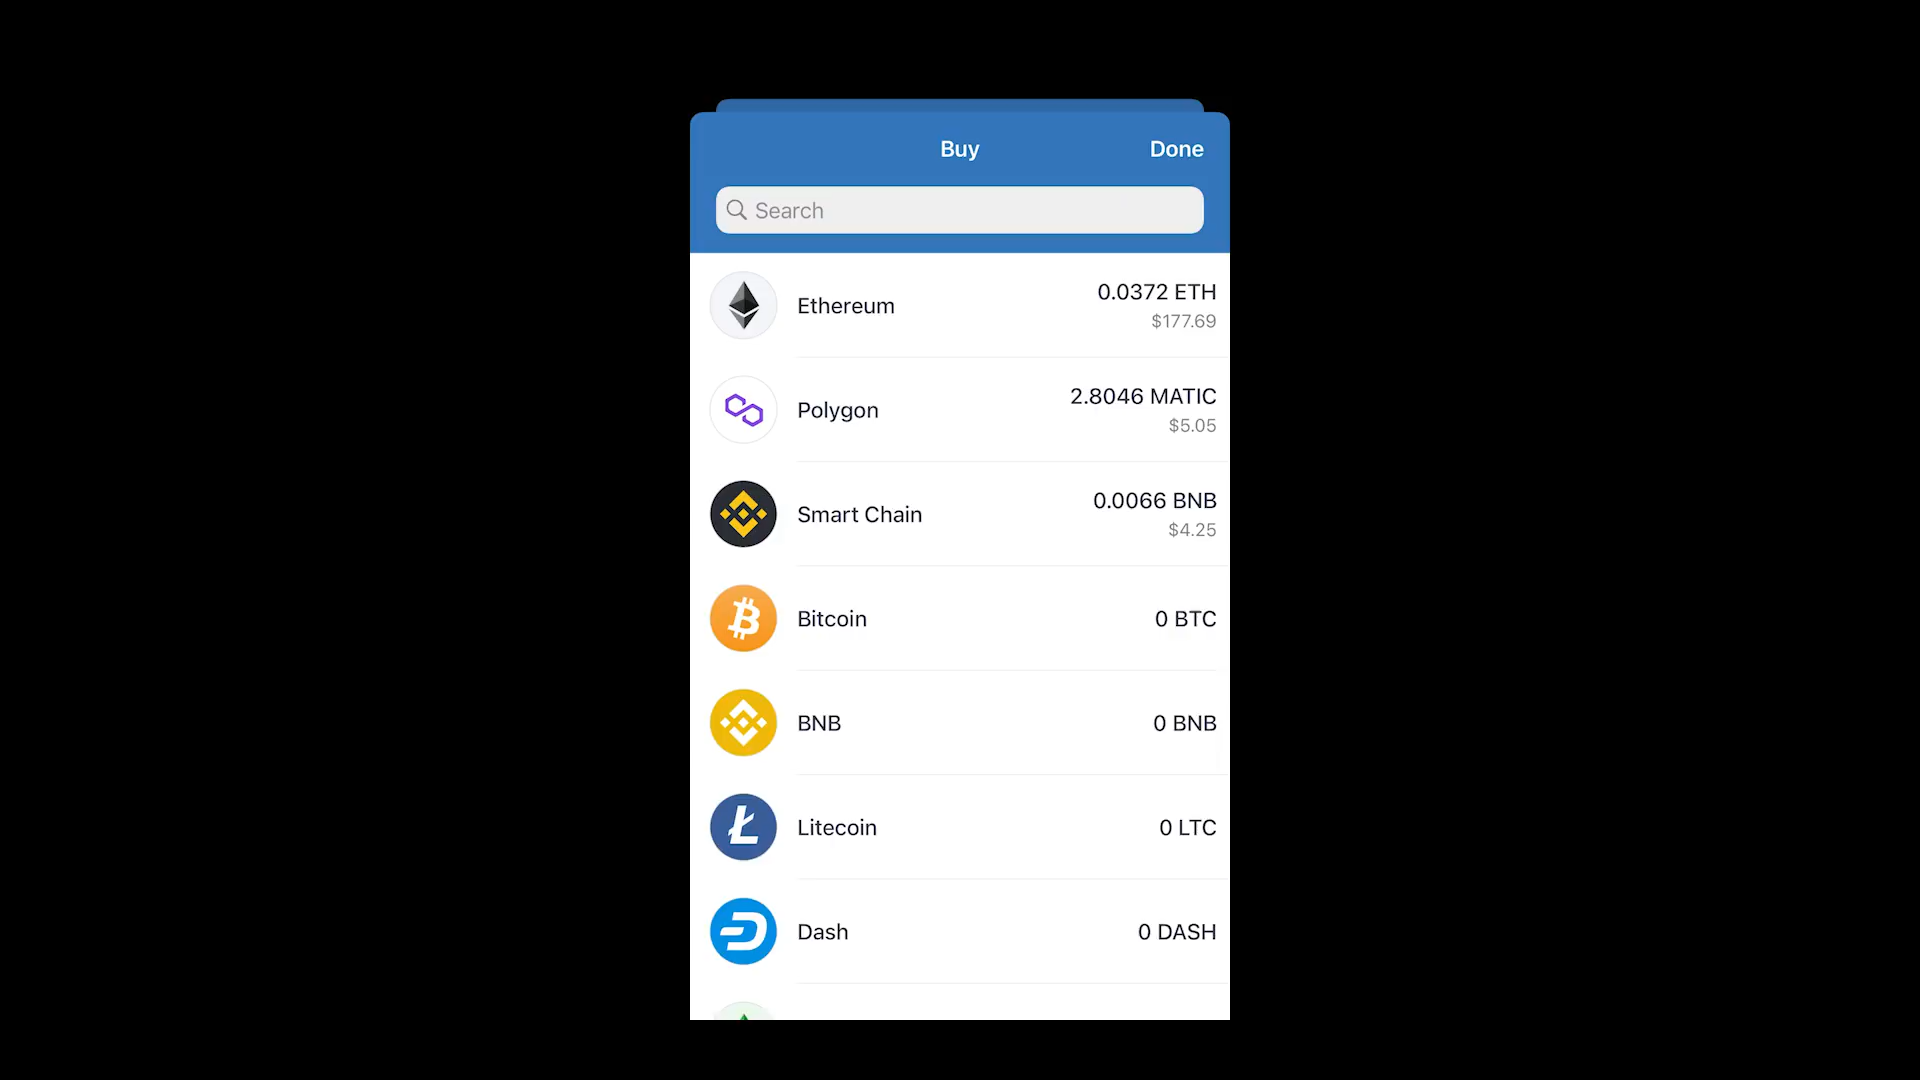 Buy
Done
Search
Ethereum
0.0372 ETH
$177.69
Polygon
2.8046 MATIC
$5.05
Smart Chain
0.0066 BNB
$4.25
Bitcoin
0 BTC
BNB
0 BNB
Litecoin
0 LTC
Dash
0 DASH